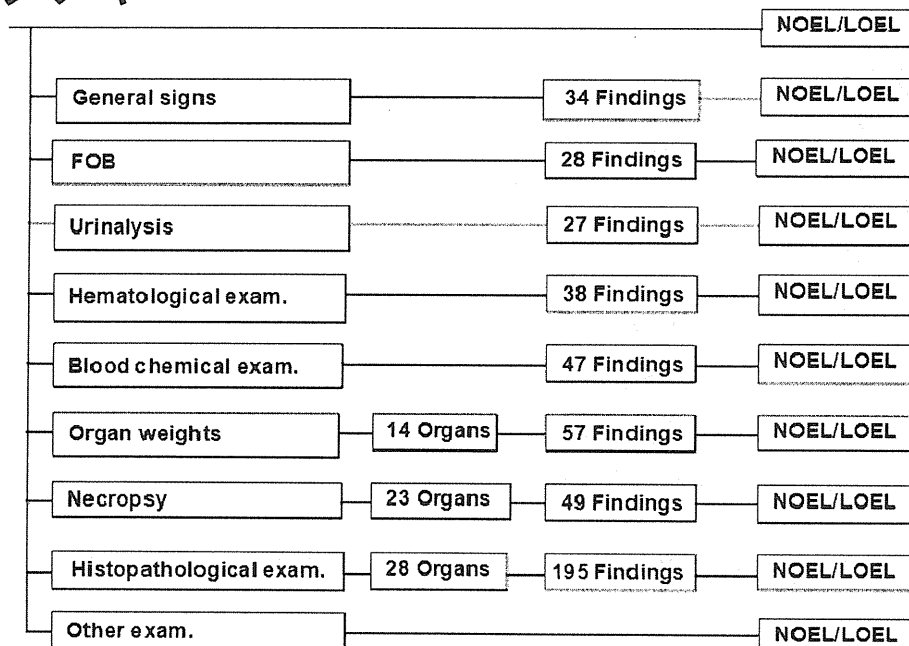 NOEL/LOEL
General signs 34 Findings NOEL/LOEL
FOB 28 Findings NOEL/LOEL
Urinalysis 27 Findings NOEL/LOEL
Hematological exam. 38 Findings NOEL/LOEL
Blood chemical exam. 47 Findings NOEL/LOEL
Organ weights 14 Organs 57 Findings NOEL/LOEL
Necropsy 23 Organs 49 Findings NOEL/LOEL
Histopathological exam. 28 Organs 195 Findings NOEL/LOEL
Other exam. NOEL/LOEL